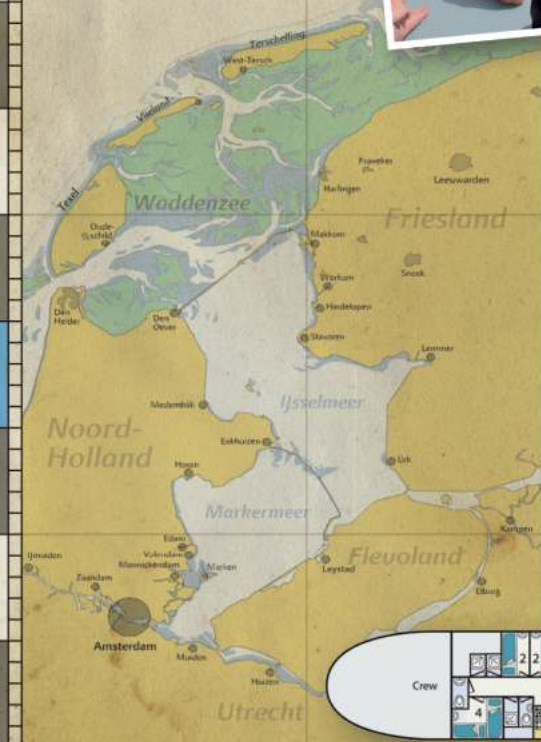 Terschelling
West-Tersch
Vlieland
Franeker
Leeuwarden
Harlingen
Texel
Waddenzee
Friesland
Oude-
schild
Makkum
Sneek
Workum
Den
Helder
Den
Oever
Hindelopen
Stavoren
Lemmer
IJsselmeer
Medemblik
Noord-
Holland
Enkhuizen
Urk
Hoorn
Markermeer
Kampen
Edam
Volendam
Flevoland
IJmuiden
Monnickendam
Marken
Lelystad
Zaandam
Elburg
Amsterdam
Muiden
Huizen
Crew
2 2
4
Utrecht